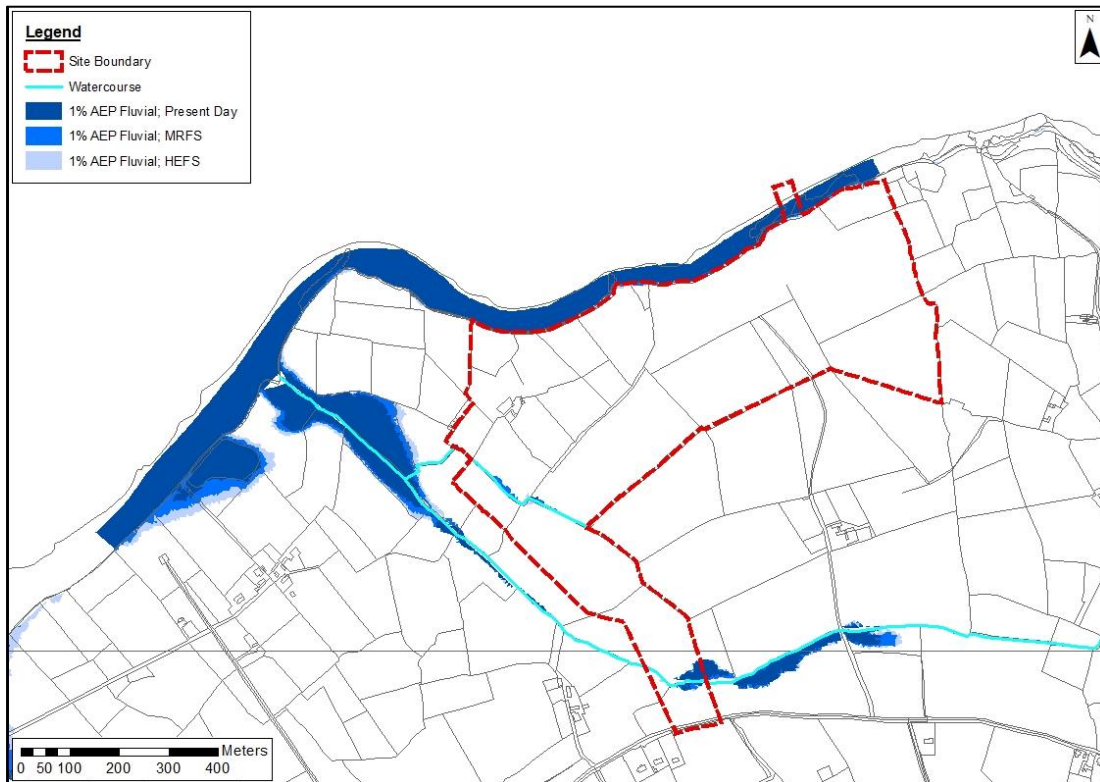 Legend
Site Boundary
Watercourse
1% AEP Fluvial; Present Day
1% AEP Fluvial; MRFS
1% AEP Fluvial; HEFS
N
Meters
0 50 100 200 300 400